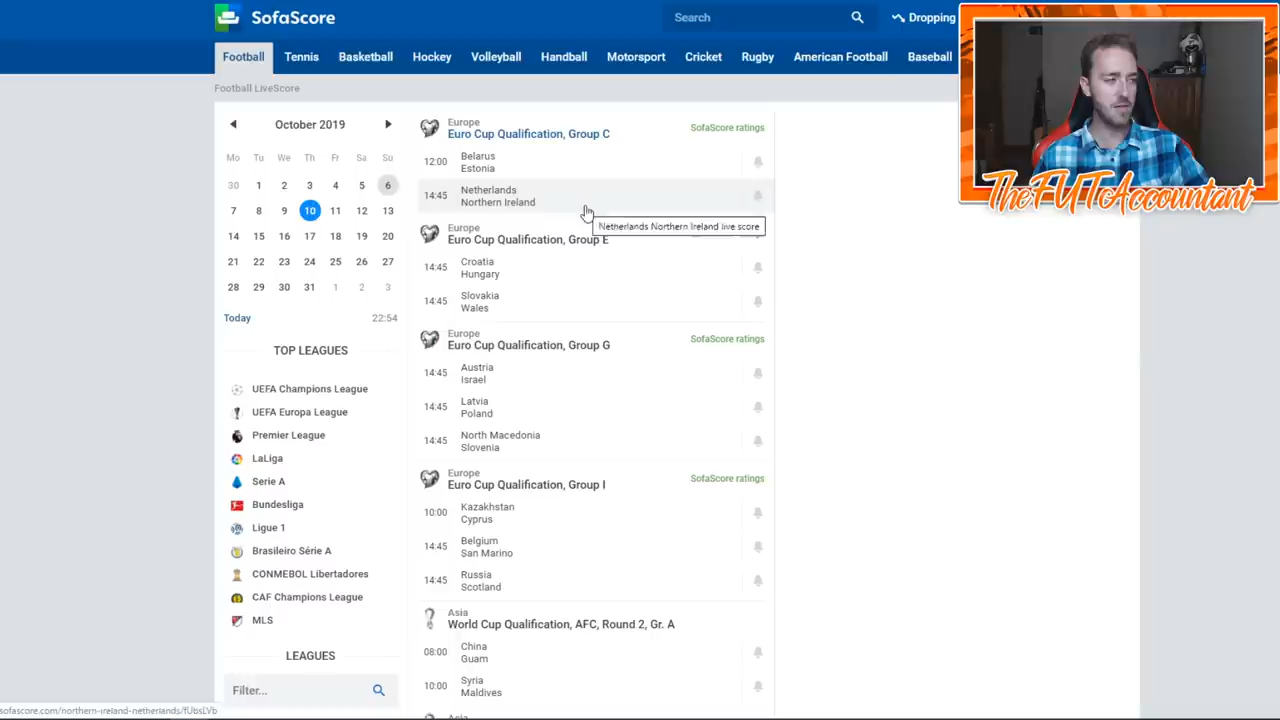 SofaScore
Search
Dropping
Football
Tennis
Basketball
Hockey
Volleyball
Handball
Motorsport
Cricket
Rugby
American Football
Baseball
Football LiveScore
October 2019
Mo Tu We Th Fr Sa Su
30 1 2 3 4 5 6
7 8 9 10 11 12 13
14 15 16 17 18 19 20
21 22 23 24 25 26 27
28 29 30 31 1 2 3
Today 22:54
TOP LEAGUES
UEFA Champions League
UEFA Europa League
Premier League
LaLiga
Serie A
Bundesliga
Ligue 1
Brasileiro Série A
CONMEBOL Libertadores
CAF Champions League
MLS
LEAGUES
Filter...
Europe
Euro Cup Qualification, Group C
SofaScore ratings
12:00
Belarus
Estonia
14:45
Netherlands
Northern Ireland
Netherlands Northern Ireland live score
Europe
Euro Cup Qualification, Group E
14:45
Croatia
Hungary
14:45
Slovakia
Wales
Europe
Euro Cup Qualification, Group G
SofaScore ratings
14:45
Austria
Israel
14:45
Latvia
Poland
14:45
North Macedonia
Slovenia
Europe
Euro Cup Qualification, Group I
SofaScore ratings
10:00
Kazakhstan
Cyprus
14:45
Belgium
San Marino
14:45
Russia
Scotland
Asia
World Cup Qualification, AFC, Round 2, Gr. A
08:00
China
Guam
10:00
Syria
Maldives
Asia
TheFUTAccountant
sofascore.com/northern-ireland-netherlands/fUbsLVb